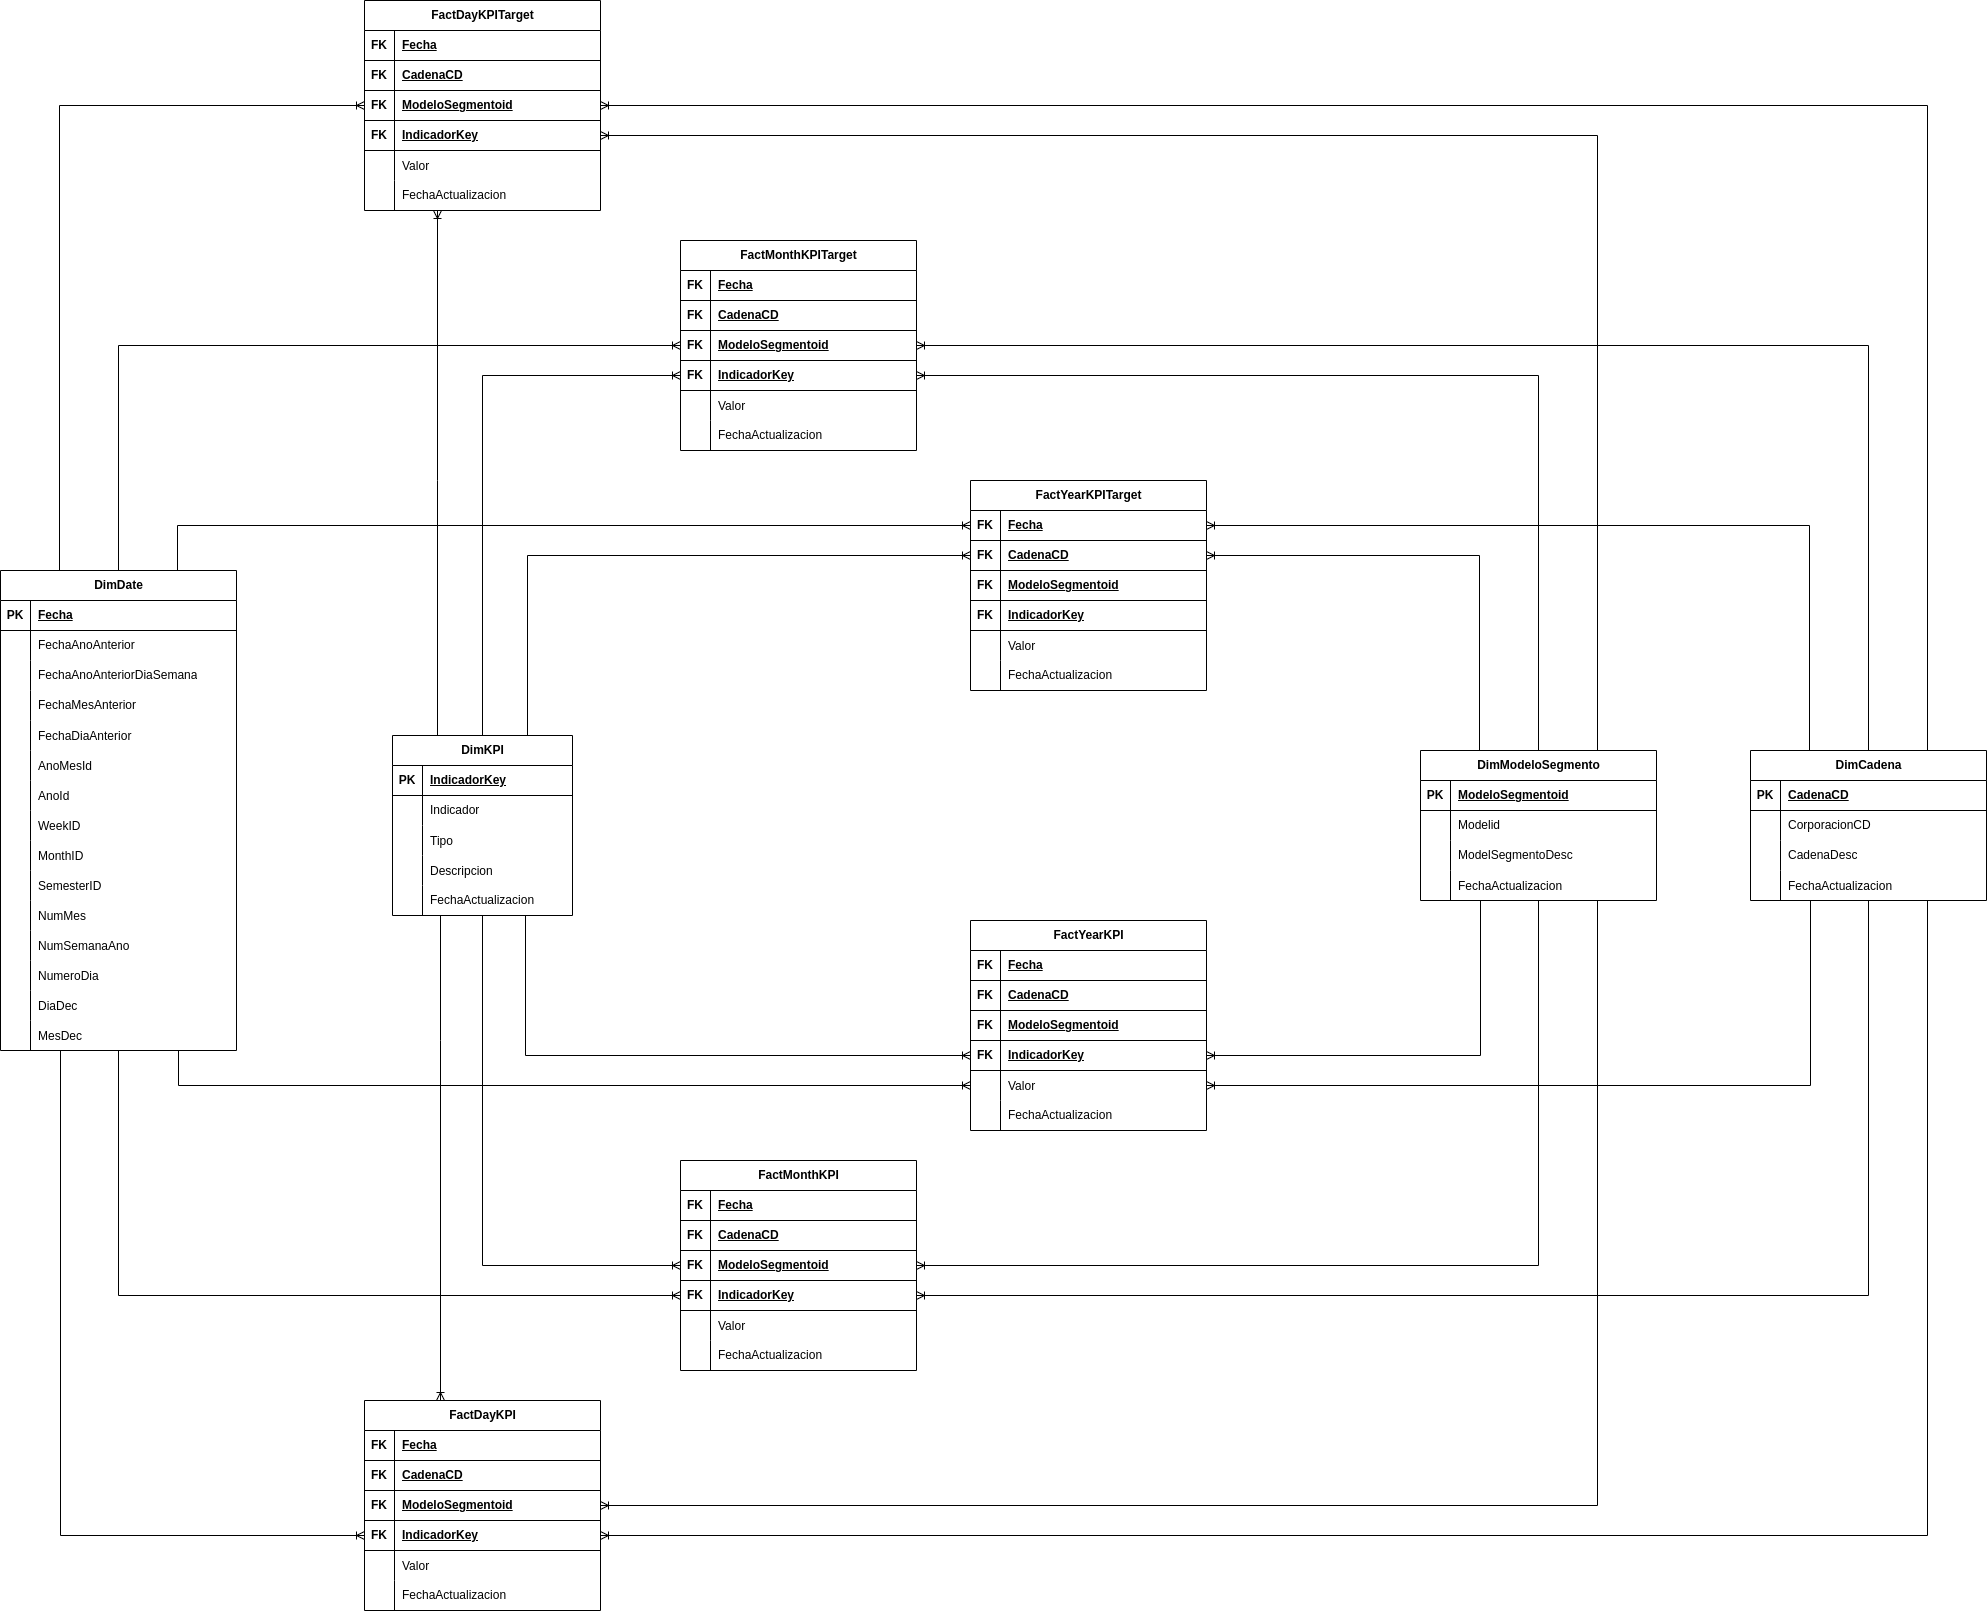 FactDayKPITarget
FK Fecha
FK CadenaCD
FK ModeloSegmentoid
FK IndicadorKey
Valor
FechaActualizacion
FactMonthKPITarget
FK Fecha
FK CadenaCD
FK ModeloSegmentoid
FK IndicadorKey
Valor
FechaActualizacion
FactYearKPITarget
FK Fecha
FK CadenaCD
FK ModeloSegmentoid
FK IndicadorKey
Valor
FechaActualizacion
DimDate
PK Fecha
FechaAnoAnterior
FechaAnoAnteriorDiaSemana
FechaMesAnterior
FechaDiaAnterior
AnoMesId
AnoId
WeekID
MonthID
SemesterID
NumMes
NumSemanaAno
NumeroDia
DiaDec
MesDec
DimKPI
PK IndicadorKey
Indicador
Tipo
Descripcion
FechaActualizacion
DimModeloSegmento
PK ModeloSegmentoid
Modelid
ModelSegmentoDesc
FechaActualizacion
DimCadena
PK CadenaCD
CorporacionCD
CadenaDesc
FechaActualizacion
FactYearKPI
FK Fecha
FK CadenaCD
FK ModeloSegmentoid
FK IndicadorKey
Valor
FechaActualizacion
FactMonthKPI
FK Fecha
FK CadenaCD
FK ModeloSegmentoid
FK IndicadorKey
Valor
FechaActualizacion
FactDayKPI
FK Fecha
FK CadenaCD
FK ModeloSegmentoid
FK IndicadorKey
Valor
FechaActualizacion